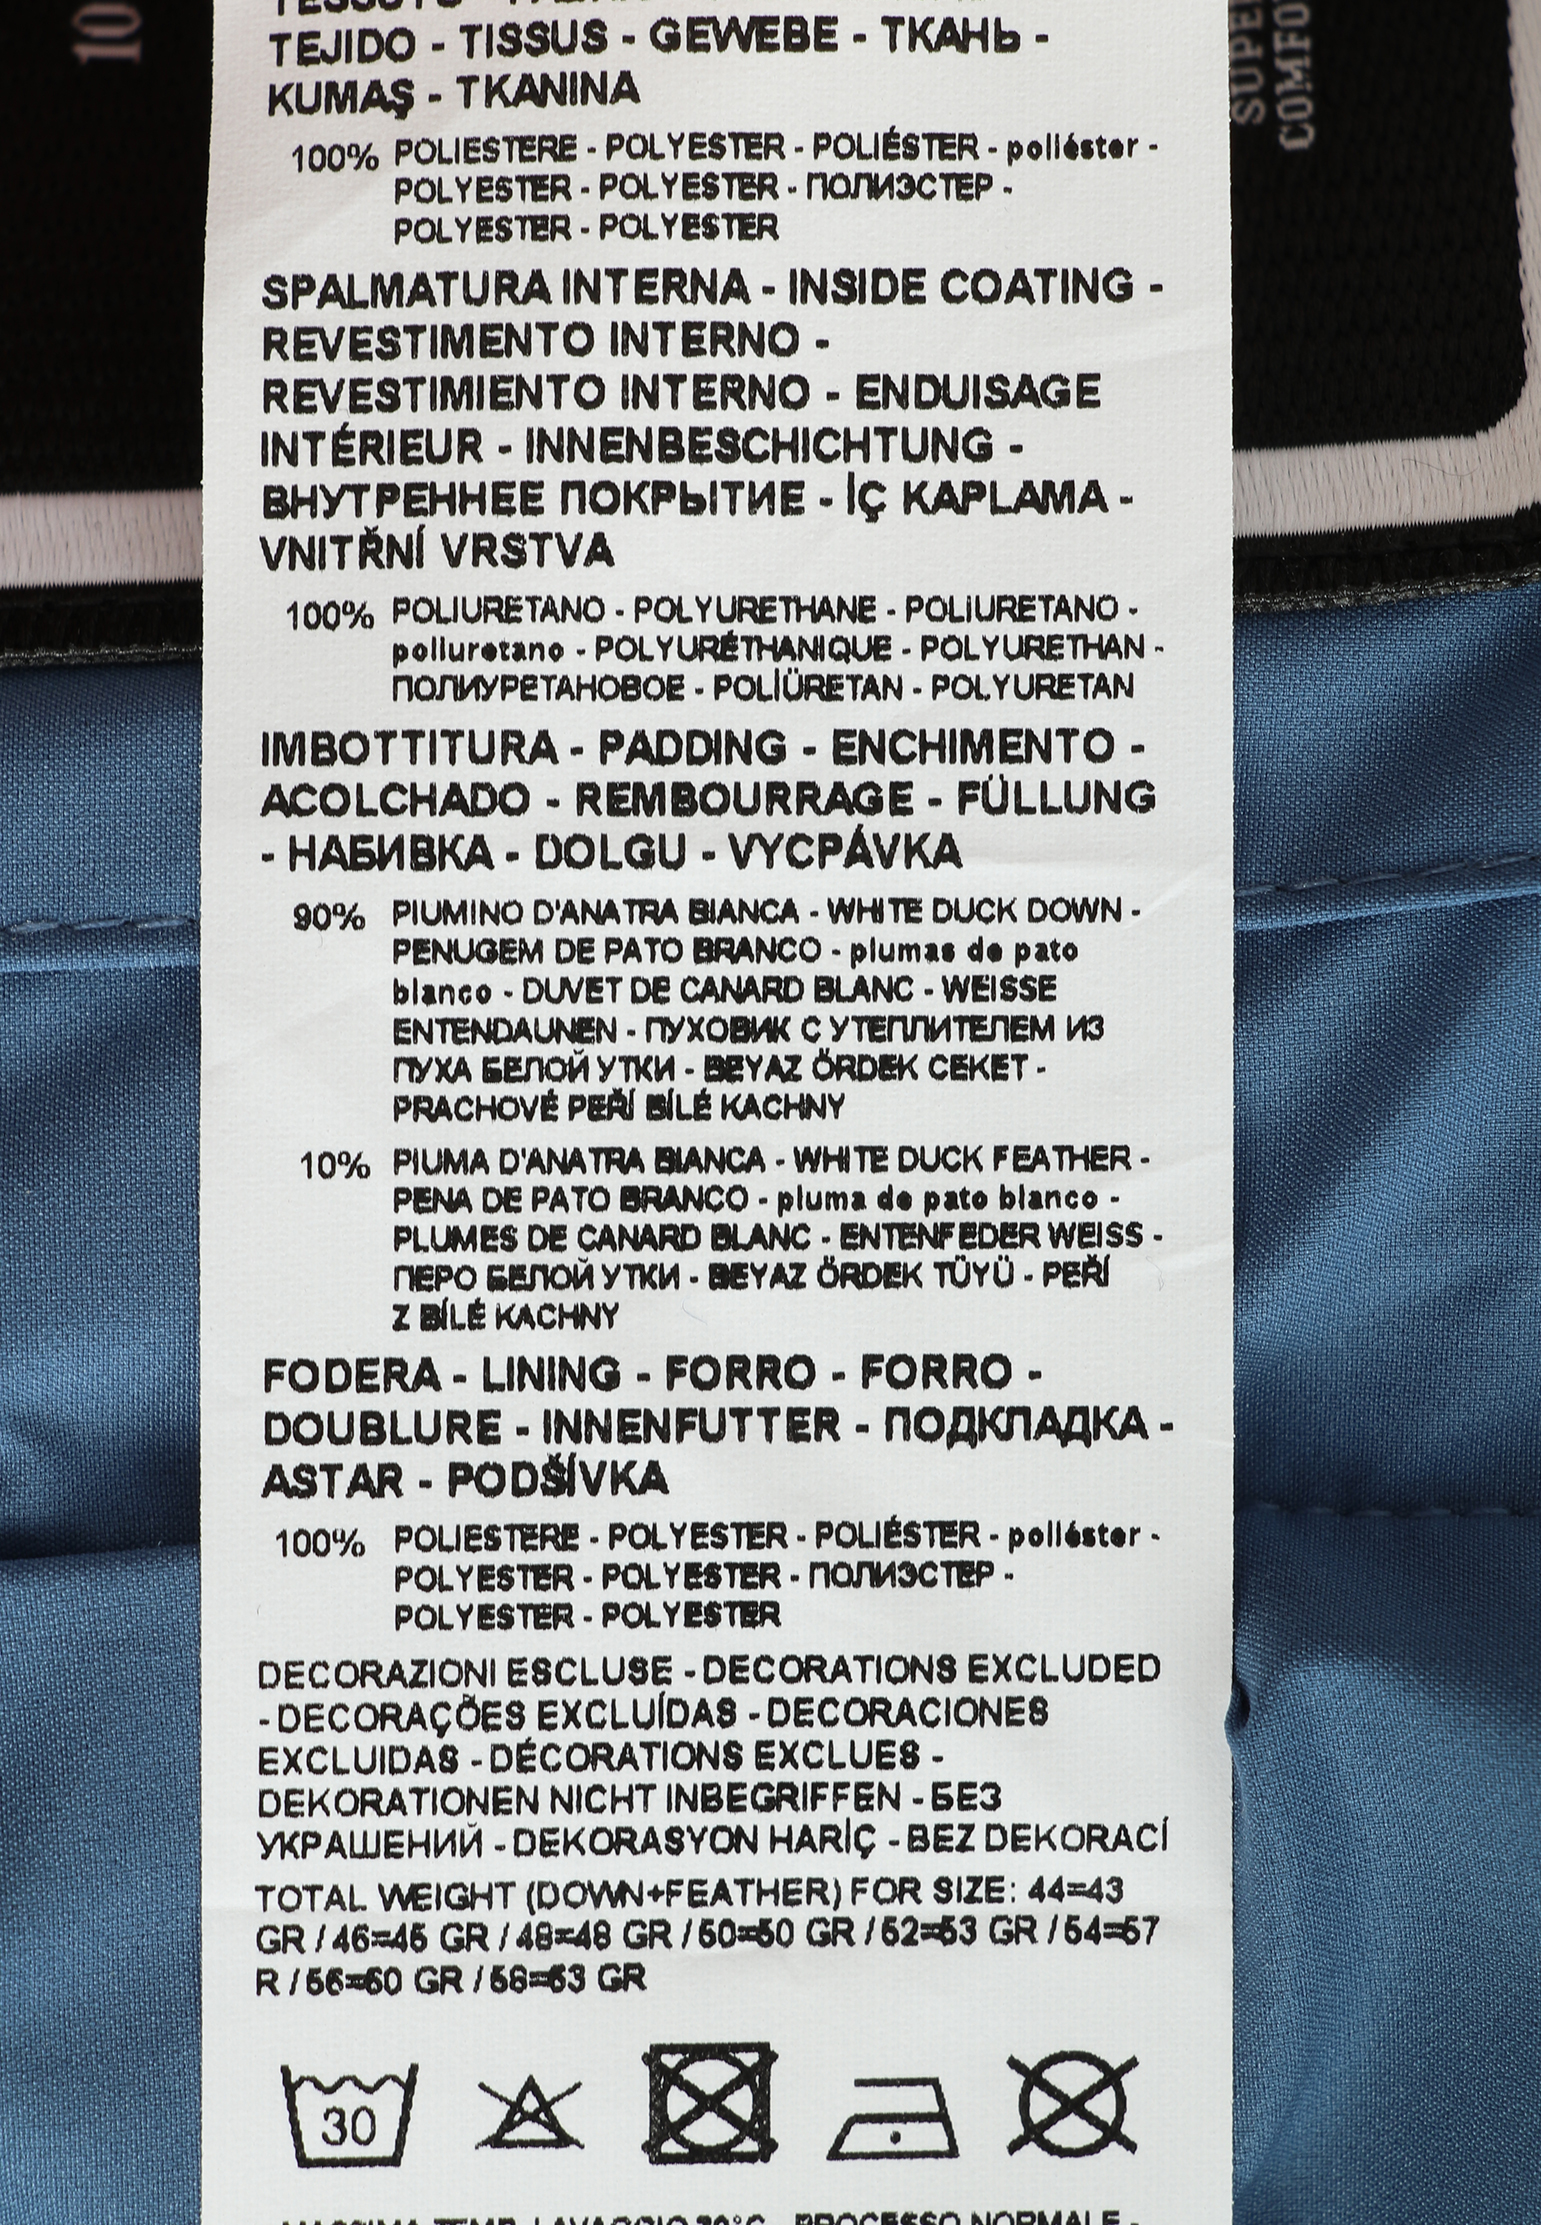 10
SUPER
TEJIDO - TISSUS - GEWEBE - ТКАНЬ -
KUMAŞ - TKANINA
100% POLIESTERE - POLYESTER - POLIÉSTER - poliéster -
POLYESTER - POLYESTER - ПОЛИЭСТЕР -
POLYESTER - POLYESTER
SPALMATURA INTERNA - INSIDE COATING -
REVESTIMENTO INTERNO -
REVESTIMIENTO INTERNO - ENDUISAGE
INTÉRIEUR - INNENBESCHICHTUNG -
ВНУТРЕННЕЕ ПОКРЫТИЕ - İÇ KAPLAMA -
VNITŘNÍ VRSTVA
100% POLIURETANO - POLYURETHANE - POLIURETANO -
poliuretano - POLYURÉTHANIQUE - POLYURETHAN -
ПОЛИУРЕТАНОВОЕ - POLİÜRETAN - POLYURETAN
IMBOTTITURA - PADDING - ENCHIMENTO -
ACOLCHADO - REMBOURRAGE - FÜLLUNG
- НАБИВКА - DOLGU - VYCPÁVKA
90% PIUMINO D'ANATRA BIANCA - WHITE DUCK DOWN -
PENUGEM DE PATO BRANCO - plumas de pato
blanco - DUVET DE CANARD BLANC - WEISSE
ENTENDAUNEN - ПУХОВИК С УТЕПЛИТЕЛЕМ ИЗ
ПУХА БЕЛОЙ УТКИ - BEYAZ ÖRDEK CEKET -
PRACHOVÉ PEŘÍ BÍLÉ KACHNY
10% PIUMA D'ANATRA BIANCA - WHITE DUCK FEATHER -
PENA DE PATO BRANCO - pluma de pato blanco -
PLUMES DE CANARD BLANC - ENTENFEDER WEISS -
ПЕРО БЕЛОЙ УТКИ - BEYAZ ÖRDEK TÜYÜ - PEŘÍ
Z BÍLÉ KACHNY
FODERA - LINING - FORRO - FORRO -
DOUBLURE - INNENFUTTER - ПОДКЛАДКА -
ASTAR - PODŠÍVKA
100% POLIESTERE - POLYESTER - POLIÉSTER - poliéster -
POLYESTER - POLYESTER - ПОЛИЭСТЕР -
POLYESTER - POLYESTER
DECORAZIONI ESCLUSE - DECORATIONS EXCLUDED
- DECORAÇÕES EXCLUÍDAS - DECORACIONES
EXCLUIDAS - DÉCORATIONS EXCLUES -
DEKORATIONEN NICHT INBEGRIFFEN - БЕЗ
УКРАШЕНИЙ - DEKORASYON HARİÇ - BEZ DEKORACÍ
TOTAL WEIGHT (DOWN+FEATHER) FOR SIZE: 44=43
GR / 46=45 GR / 48=48 GR / 50=50 GR / 52=53 GR / 54=57
R / 56=60 GR / 58=63 GR
30
MASSIMA TEMP. LAVAGGIO 30°C - PROCESSO NORMALE -